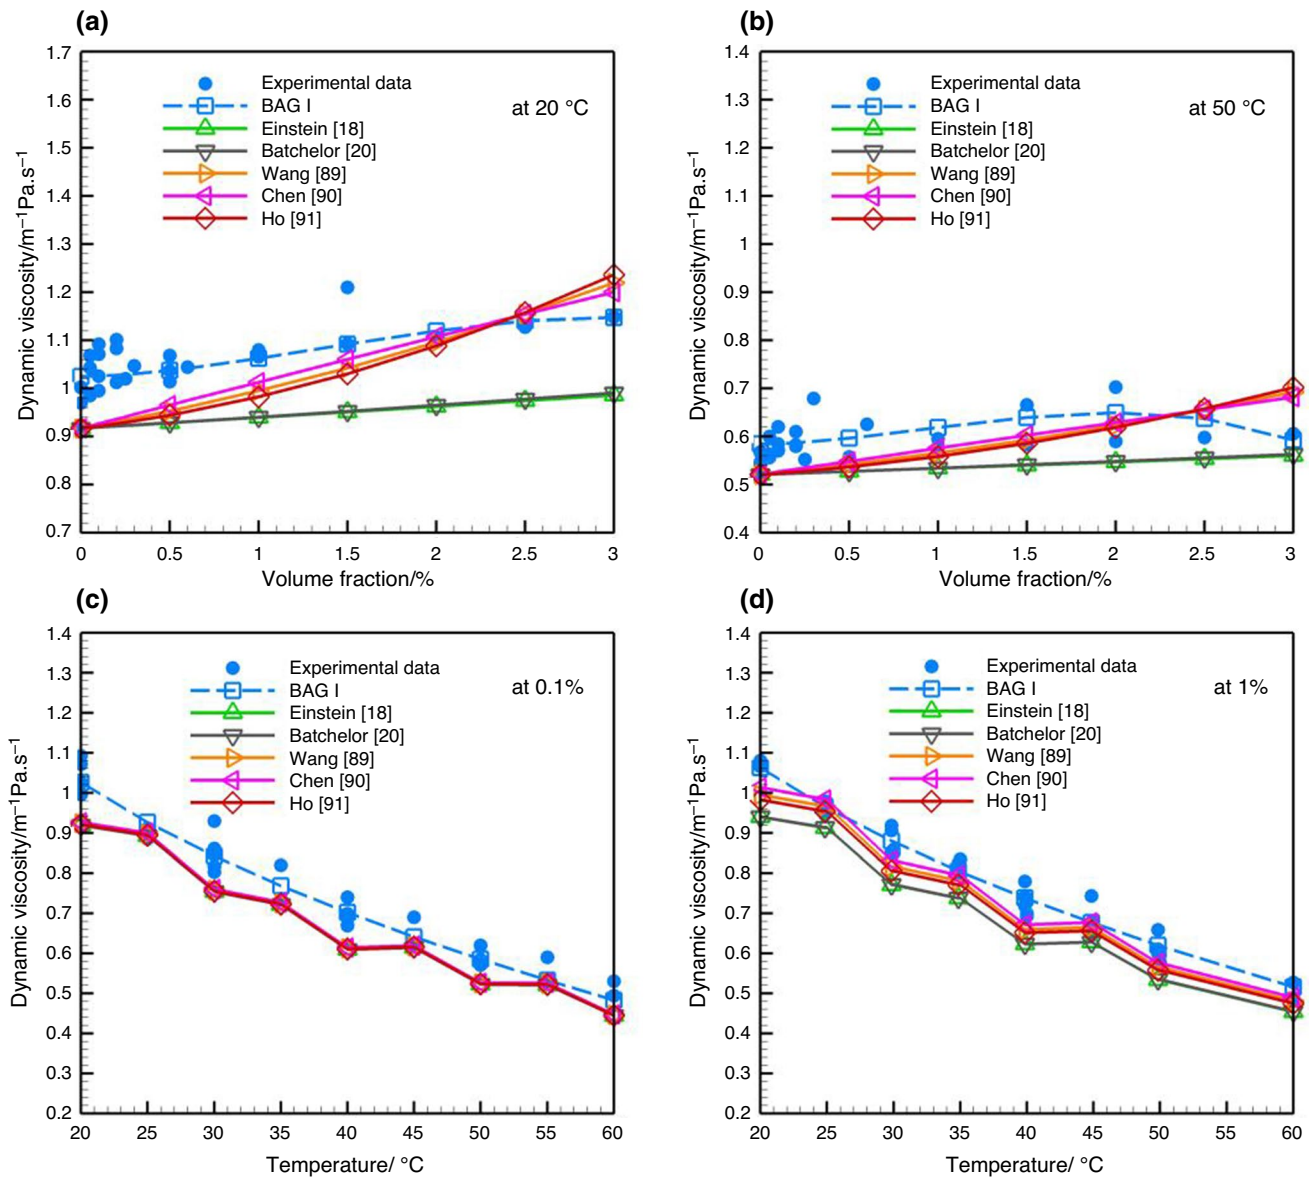 (a)
1.7
1.6
1.5
1.4
1.3
1.2
1.1
1
0.9
0.8
0.7
Dynamic viscosity/m⁻¹Pa.s⁻¹
Experimental data
BAG I
Einstein [18]
Batchelor [20]
Wang [89]
Chen [90]
Ho [91]
at 20 °C
0 0.5 1 1.5 2 2.5 3
Volume fraction/%
(b)
1.4
1.3
1.2
1.1
1
0.9
0.8
0.7
0.6
0.5
0.4
Dynamic viscosity/m⁻¹Pa.s⁻¹
Experimental data
BAG I
Einstein [18]
Batchelor [20]
Wang [89]
Chen [90]
Ho [91]
at 50 °C
0 0.5 1 1.5 2 2.5 3
Volume fraction/%
(c)
1.4
1.3
1.2
1.1
1
0.9
0.8
0.7
0.6
0.5
0.4
0.3
0.2
Dynamic viscosity/m⁻¹Pa.s⁻¹
Experimental data
BAG I
Einstein [18]
Batchelor [20]
Wang [89]
Chen [90]
Ho [91]
at 0.1%
20 25 30 35 40 45 50 55 60
Temperature/ °C
(d)
1.4
1.3
1.2
1.1
1
0.9
0.8
0.7
0.6
0.5
0.4
0.3
0.2
Dynamic viscosity/m⁻¹Pa.s⁻¹
Experimental data
BAG I
Einstein [18]
Batchelor [20]
Wang [89]
Chen [90]
Ho [91]
at 1%
20 25 30 35 40 45 50 55 60
Temperature/ °C